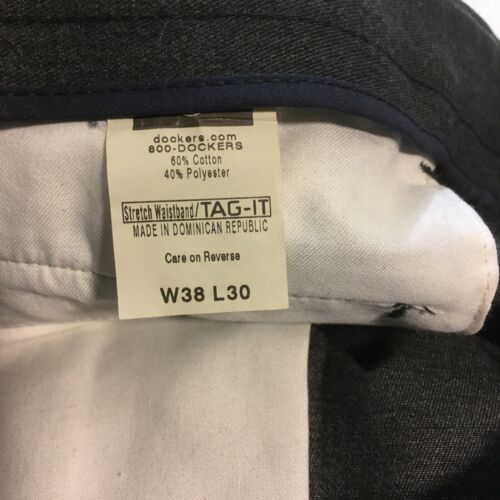 dockers.com
800-DOCKERS
60% Cotton
40% Polyester
Stretch Waistband/TAG-IT
MADE IN DOMINICAN REPUBLIC
Care on Reverse
W38 L30